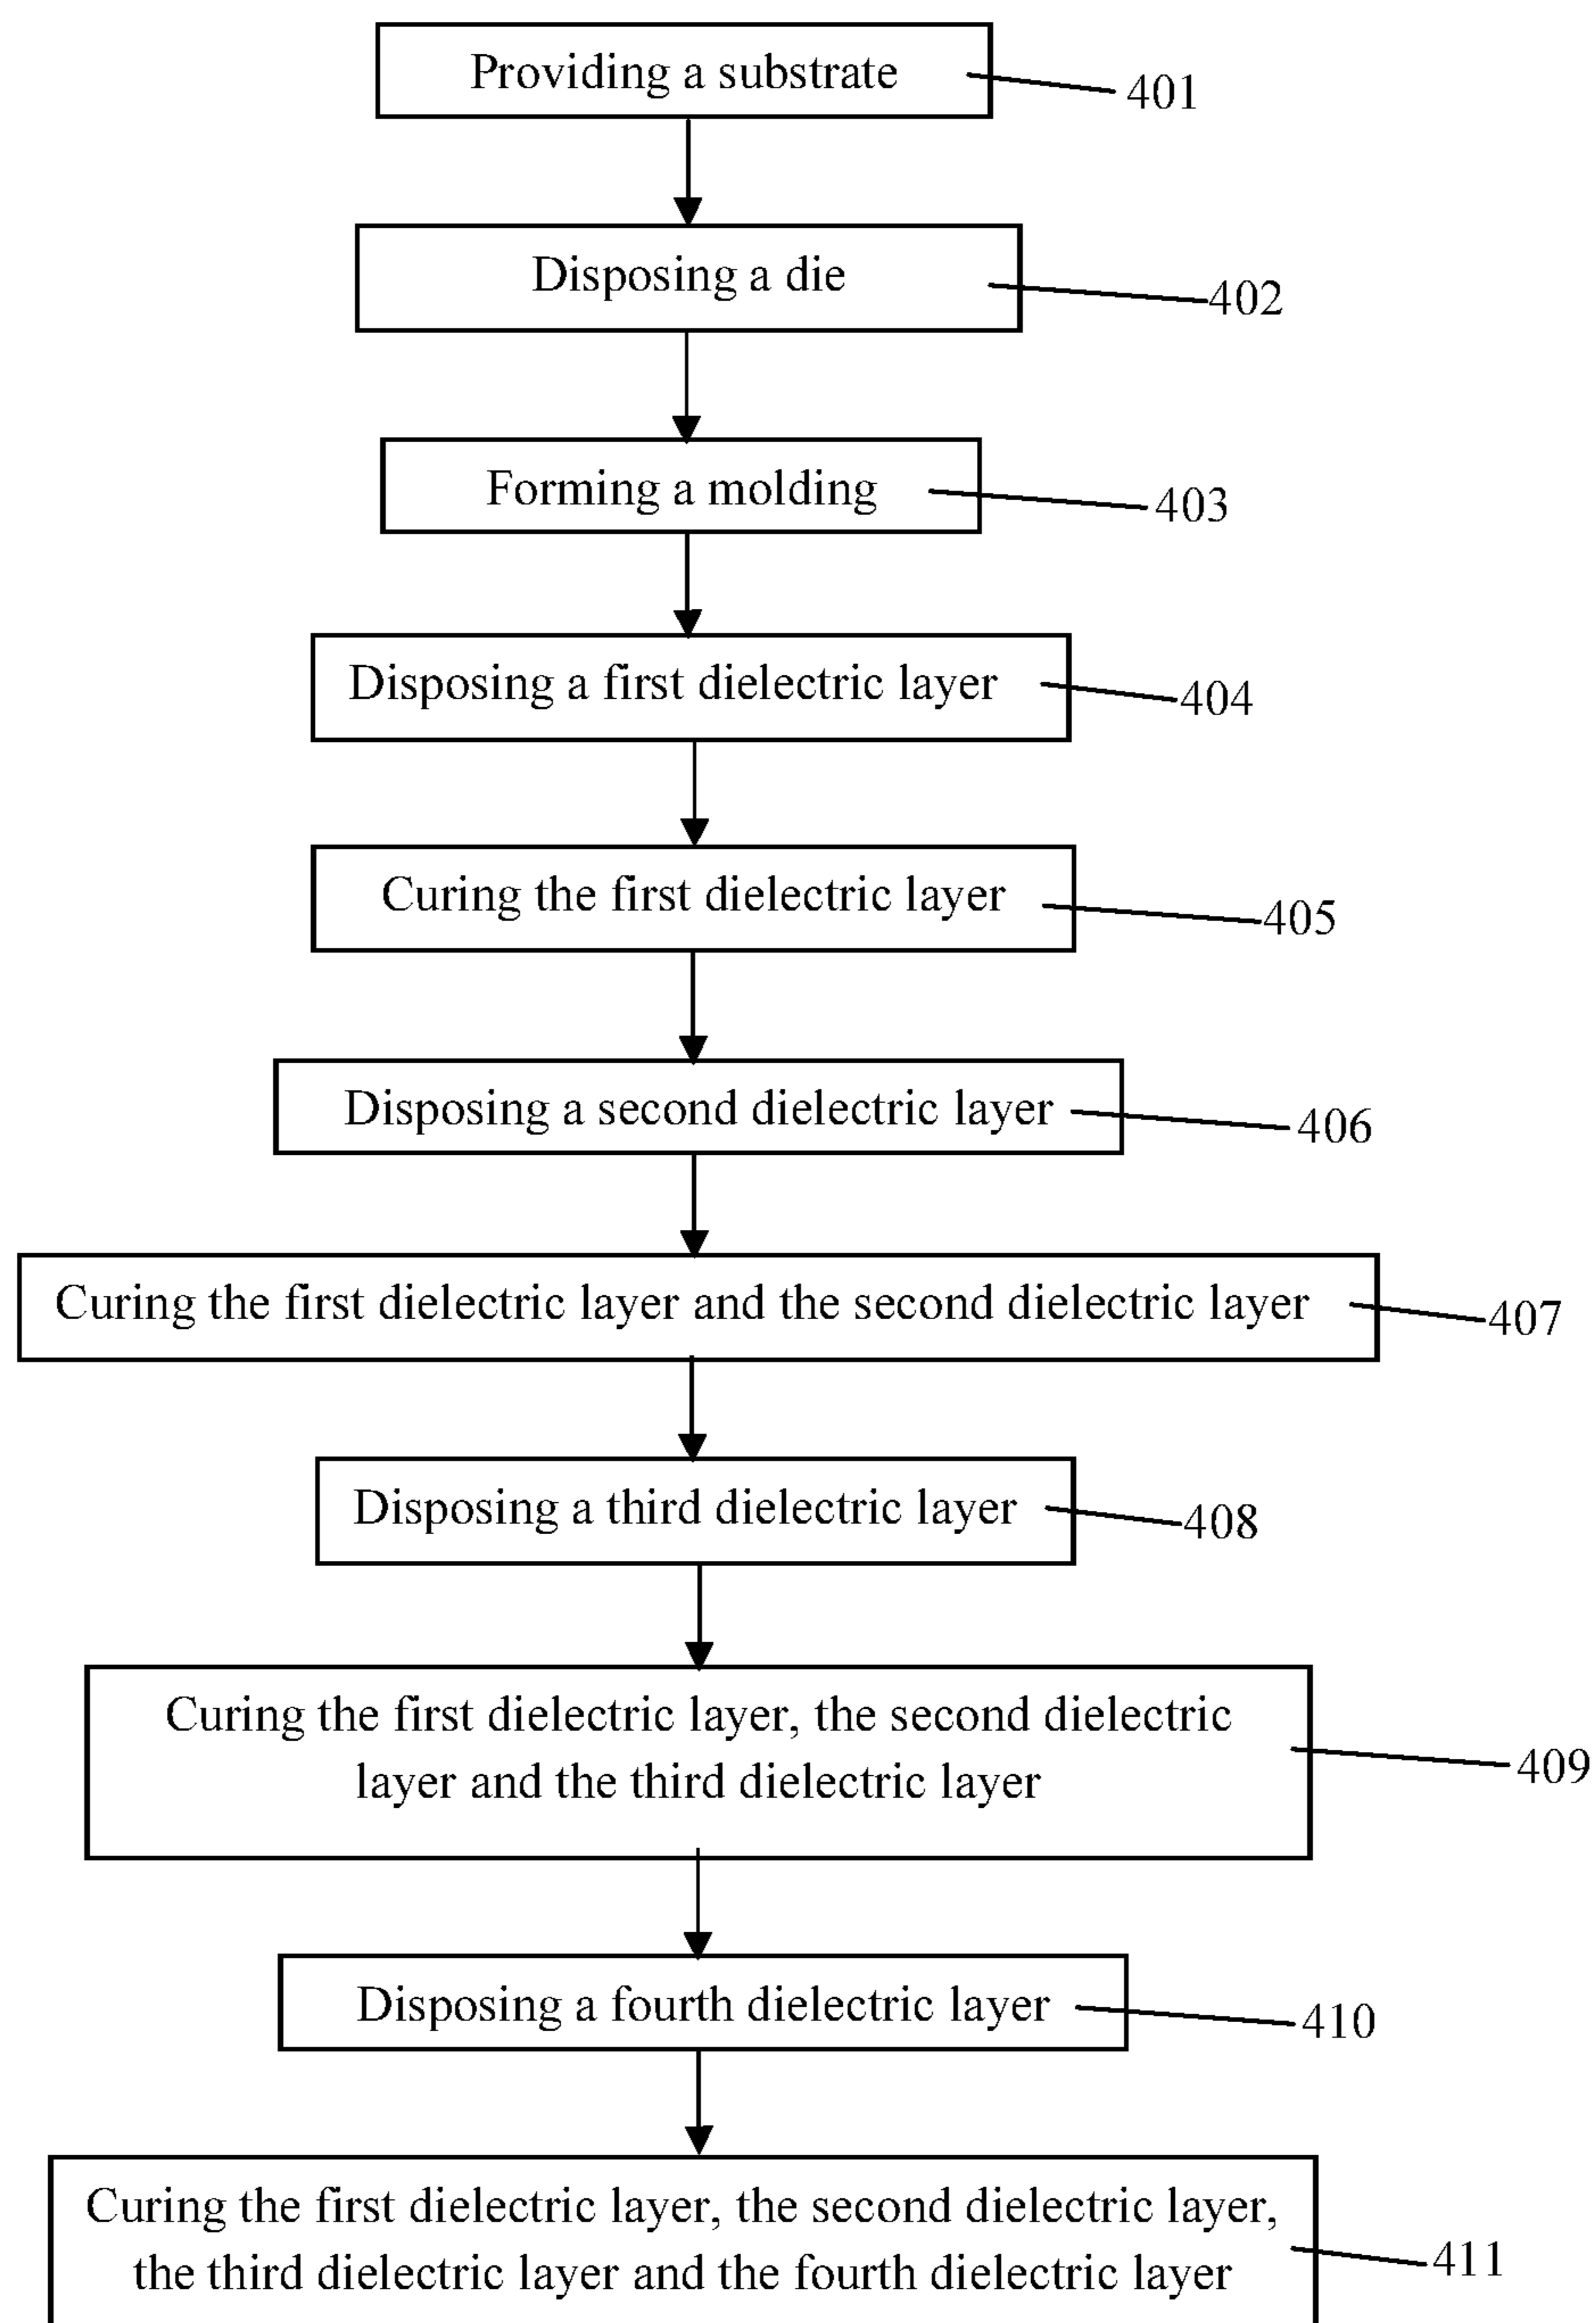 Providing a substrate
401
Disposing a die
402
Forming a molding
403
Disposing a first dielectric layer
404
Curing the first dielectric layer
405
Disposing a second dielectric layer
406
Curing the first dielectric layer and the second dielectric layer
407
Disposing a third dielectric layer
408
Curing the first dielectric layer, the second dielectric
layer and the third dielectric layer
409
Disposing a fourth dielectric layer
410
Curing the first dielectric layer, the second dielectric layer,
the third dielectric layer and the fourth dielectric layer
411